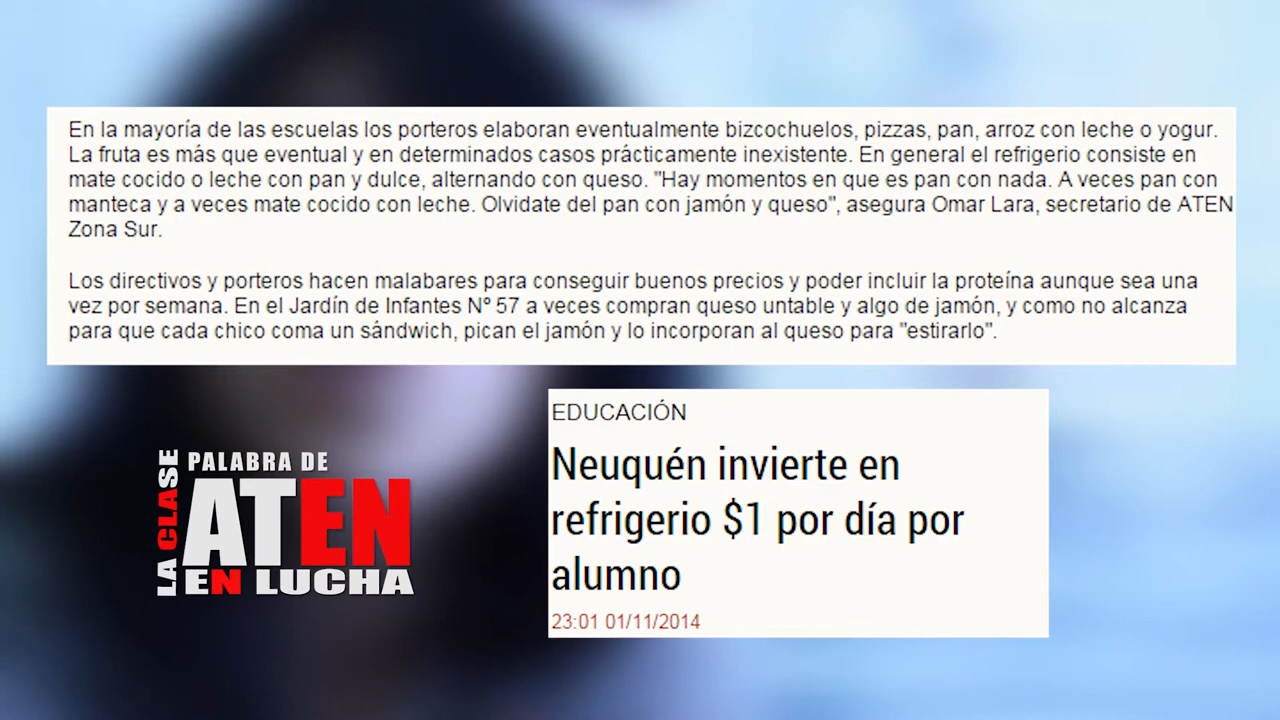 En la mayoría de las escuelas los porteros elaboran eventualmente bizcochuelos, pizzas, pan, arroz con leche o yogur.
La fruta es más que eventual y en determinados casos prácticamente inexistente. En general el refrigerio consiste en
mate cocido o leche con pan y dulce, alternando con queso. "Hay momentos en que es pan con nada. A veces pan con
manteca y a veces mate cocido con leche. Olvidate del pan con jamón y queso", asegura Omar Lara, secretario de ATEN
Zona Sur.
Los directivos y porteros hacen malabares para conseguir buenos precios y poder incluir la proteína aunque sea una
vez por semana. En el Jardín de Infantes Nº 57 a veces compran queso untable y algo de jamón, y como no alcanza
para que cada chico coma un sándwich, pican el jamón y lo incorporan al queso para "estirarlo".
EDUCACIÓN
Neuquén invierte en
refrigerio $1 por día por
alumno
23:01 01/11/2014
LA CLASE
PALABRA DE
ATEN
EN LUCHA